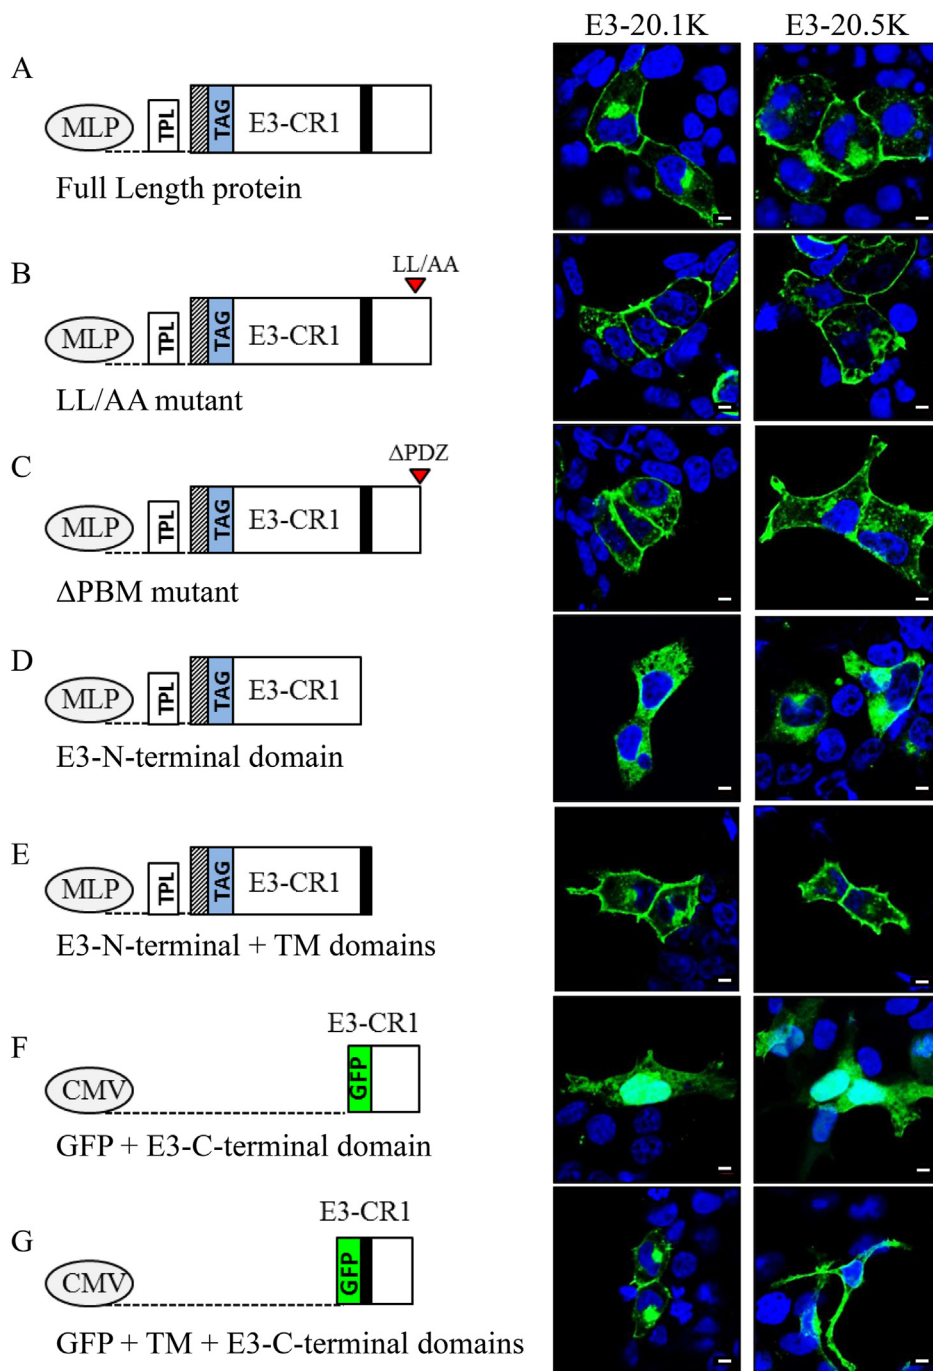 E3-20.1K E3-20.5K
A
MLP TPL TAG E3-CR1
Full Length protein
B
LL/AA
MLP TPL TAG E3-CR1
LL/AA mutant
C
ΔPDZ
MLP TPL TAG E3-CR1
ΔPBM mutant
D
MLP TPL TAG E3-CR1
E3-N-terminal domain
E
MLP TPL TAG E3-CR1
E3-N-terminal + TM domains
F
E3-CR1
CMV GFP
GFP + E3-C-terminal domain
G
E3-CR1
CMV GFP
GFP + TM + E3-C-terminal domains